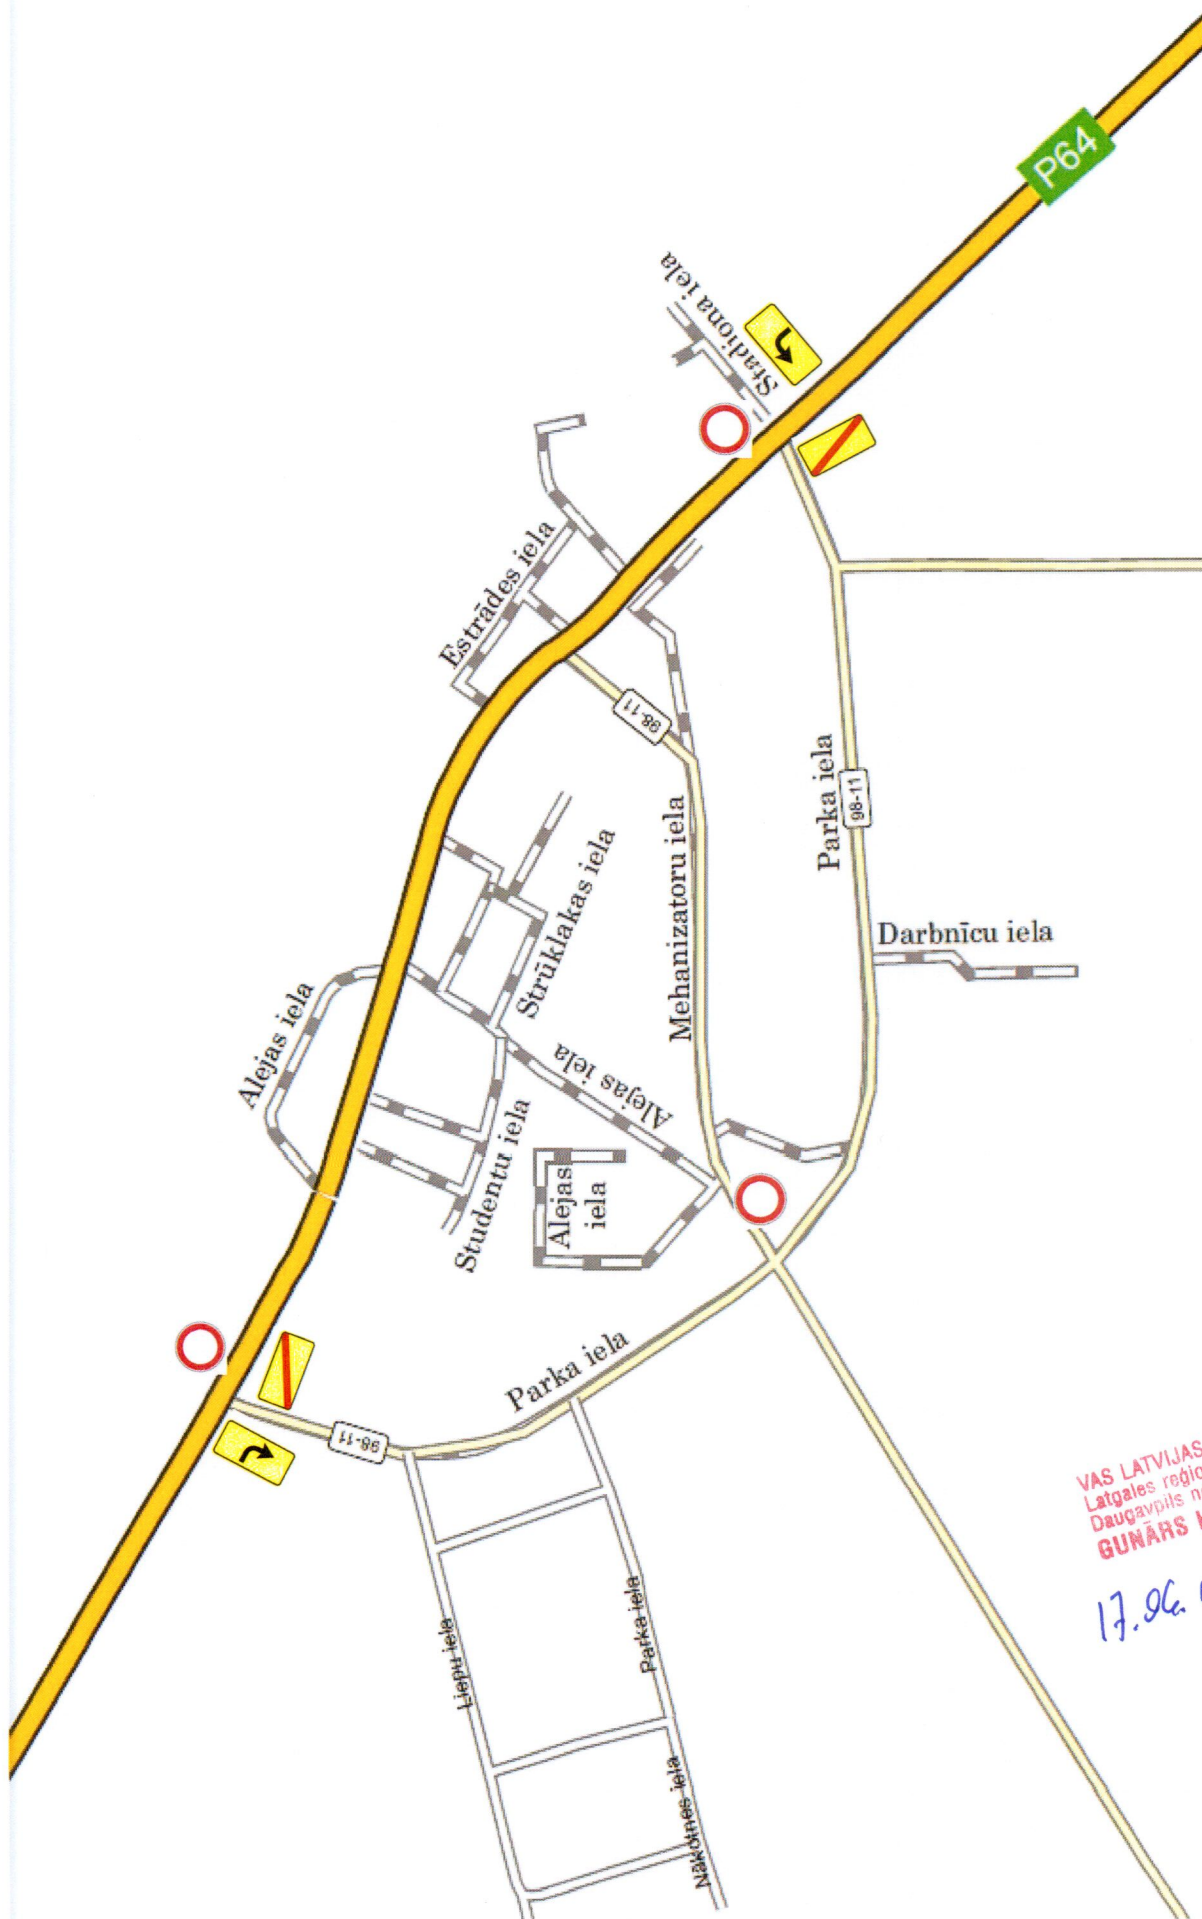 P64
Stadiona iela
Estrādes iela
98-11
Parka iela
98-11
Mehanizatoru iela
Strūklakas iela
Darbnīcu iela
Alejas iela
Alejas iela
Studentu iela
Alejas
iela
Parka iela
98-11
Liepu iela
Parka iela
Nākotnes iela
VAS LATVIJAS
Latgales reģio
Daugavpils n
GUNĀRS